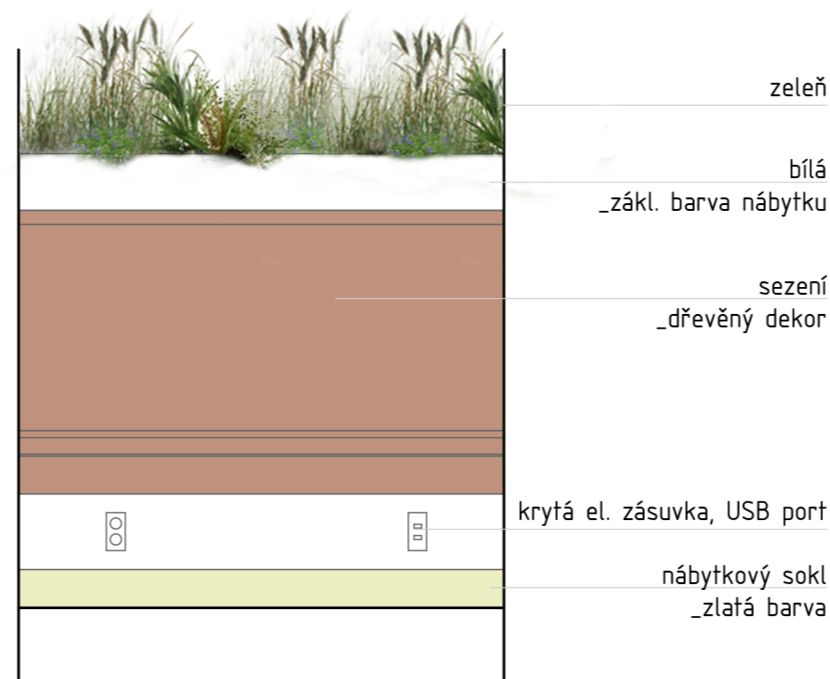 zeleň
bílá
_zákl. barva nábytku
sezení
_dřevěný dekor
krytá el. zásuvka, USB port
nábytkový sokl
_zlatá barva